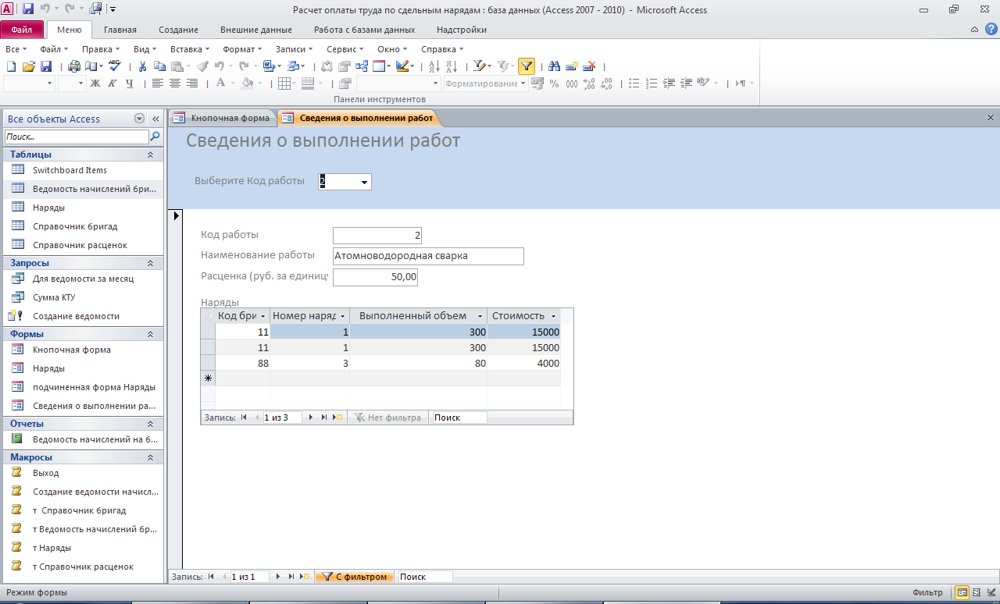 Расчет оплаты труда по сдельным нарядам : база данных (Access 2007 - 2010) - Microsoft Access
Файл Меню Главная Создание Внешние данные Работа с базами данных Надстройки
Все Файл Правка Вид Вставка Формат Записи Сервис Окно Справка
Ж К Ч Форматирование % 000
Панели инструментов
Все объекты Access
Поиск...
Таблицы
Switchboard Items
Ведомость начислений бри...
Наряды
Справочник бригад
Справочник расценок
Запросы
Для ведомости за месяц
Сумма КТУ
Создание ведомости
Формы
Кнопочная форма
Наряды
подчиненная форма Наряды
Сведения о выполнении ра...
Отчеты
Ведомость начислений на б...
Макросы
Выход
Создание ведомости начисл...
т Справочник бригад
т Ведомость начислений бр...
т Наряды
т Справочник расценок
Кнопочная форма Сведения о выполнении работ
Сведения о выполнении работ
Выберите Код работы 2
Код работы 2
Наименование работы Атомноводородная сварка
Расценка (руб. за единиц 50,00
Наряды
Код бри Номер наряд Выполненный объем Стоимость
11 1 300 15000
11 1 300 15000
88 3 80 4000
Запись: 1 из 3 Нет фильтра Поиск
Запись: 1 из 1 С фильтром Поиск
Режим формы Фильтр